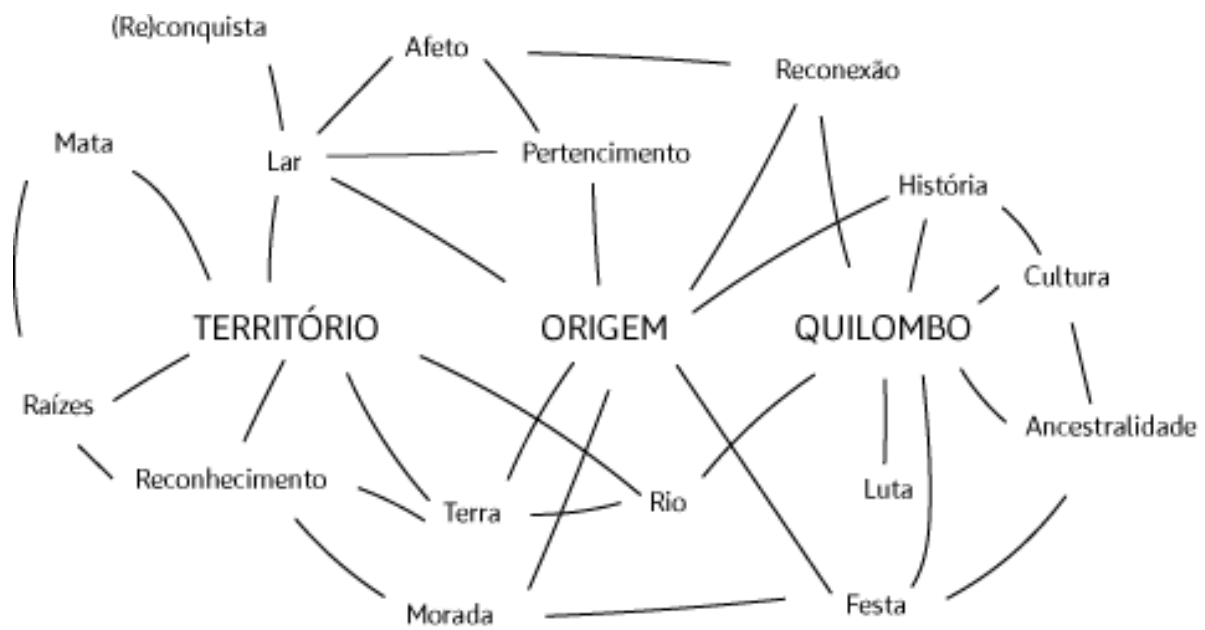 (Re)conquista
Afeto
Reconexão
Mata
Lar
Pertencimento
História
Cultura
TERRITÓRIO
ORIGEM
QUILOMBO
Raízes
Reconhecimento
Terra
Rio
Luta
Ancestralidade
Morada
Festa